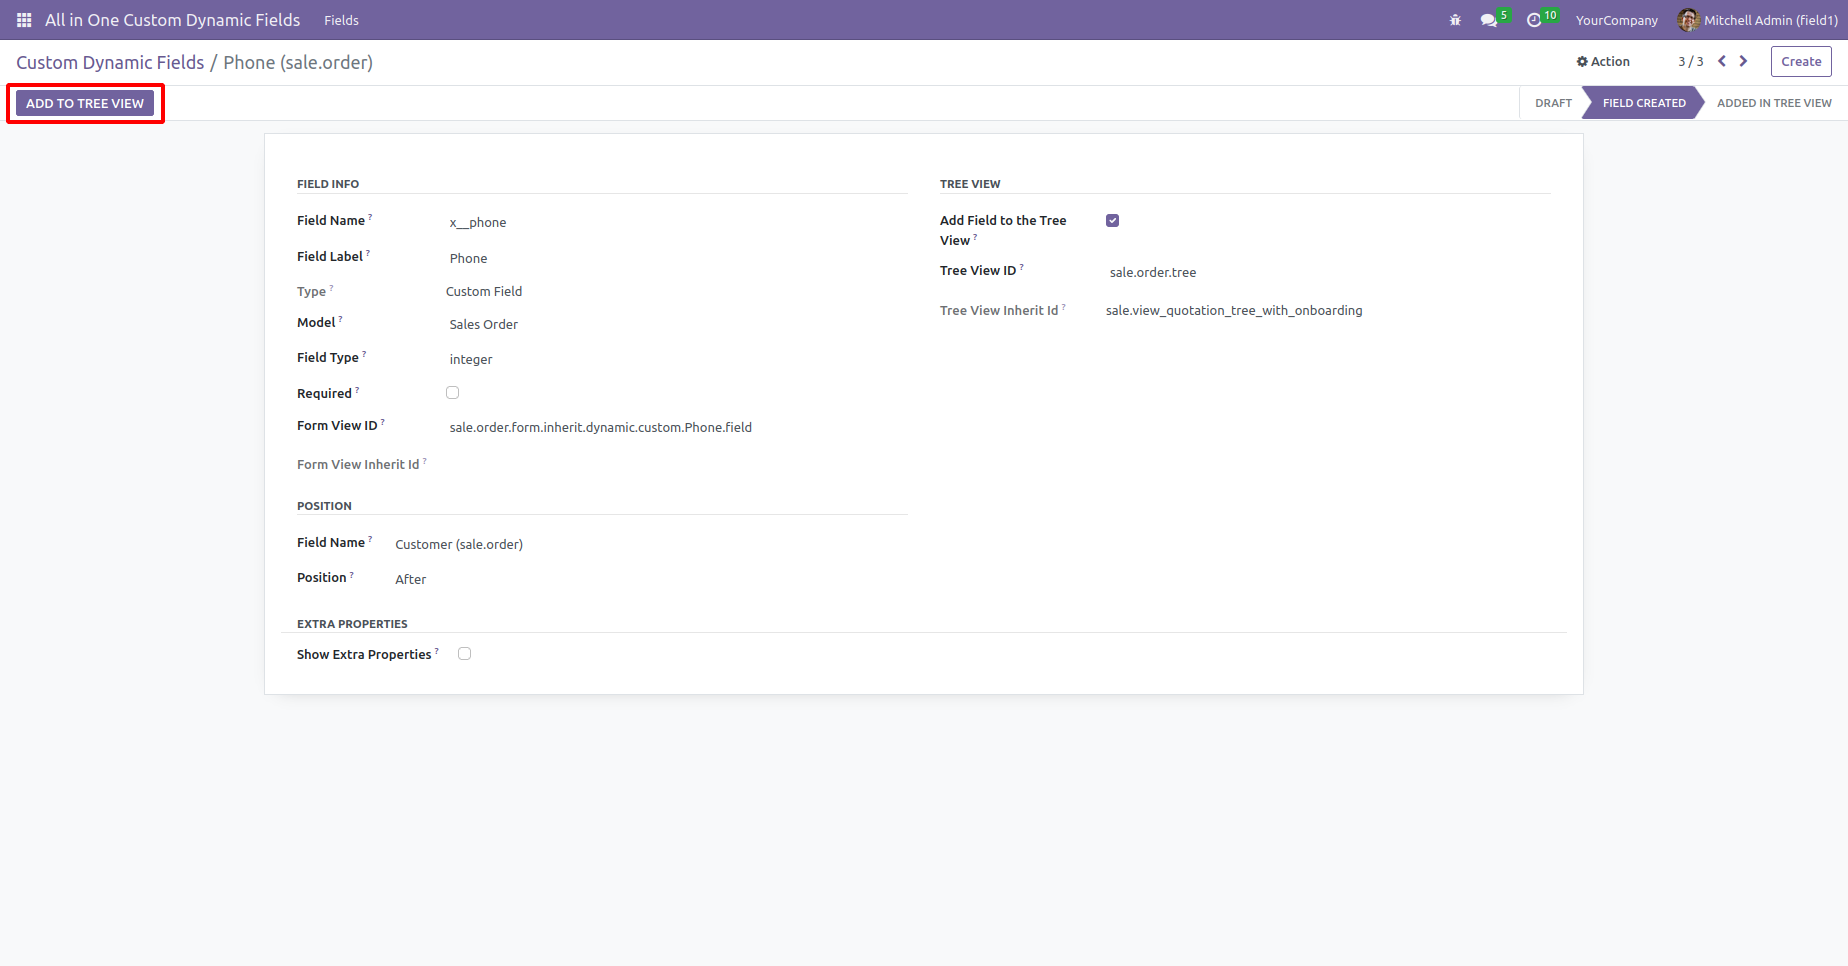 All in One Custom Dynamic Fields Fields 5 10 YourCompany Mitchell Admin (field1)
Custom Dynamic Fields / Phone (sale.order) Action 3 / 3 Create
ADD TO TREE VIEW DRAFT FIELD CREATED ADDED IN TREE VIEW
FIELD INFO
Field Name ? x__phone
Field Label ? Phone
Type ? Custom Field
Model ? Sales Order
Field Type ? integer
Required ?
Form View ID ? sale.order.form.inherit.dynamic.custom.Phone.field
Form View Inherit Id ?
POSITION
Field Name ? Customer (sale.order)
Position ? After
TREE VIEW
Add Field to the Tree
View ?
Tree View ID ? sale.order.tree
Tree View Inherit Id ? sale.view_quotation_tree_with_onboarding
EXTRA PROPERTIES
Show Extra Properties ?